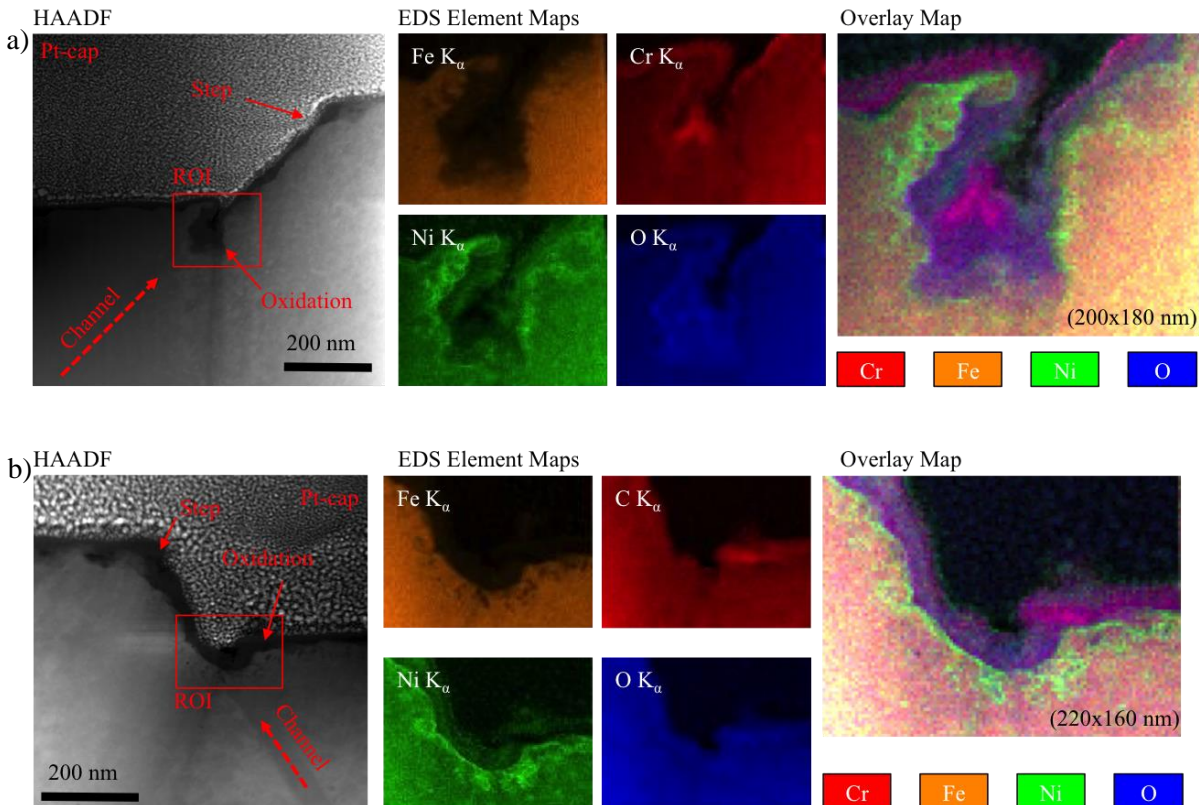 a)
HAADF
EDS Element Maps
Overlay Map
Pt-cap
Step
ROI
Oxidation
Channel
200 nm
Fe Kα
Cr Kα
Ni Kα
O Kα
(200x180 nm)
Cr
Fe
Ni
O
b)
HAADF
EDS Element Maps
Overlay Map
Pt-cap
Step
Oxidation
ROI
Channel
200 nm
Fe Kα
C Kα
Ni Kα
O Kα
(220x160 nm)
Cr
Fe
Ni
O